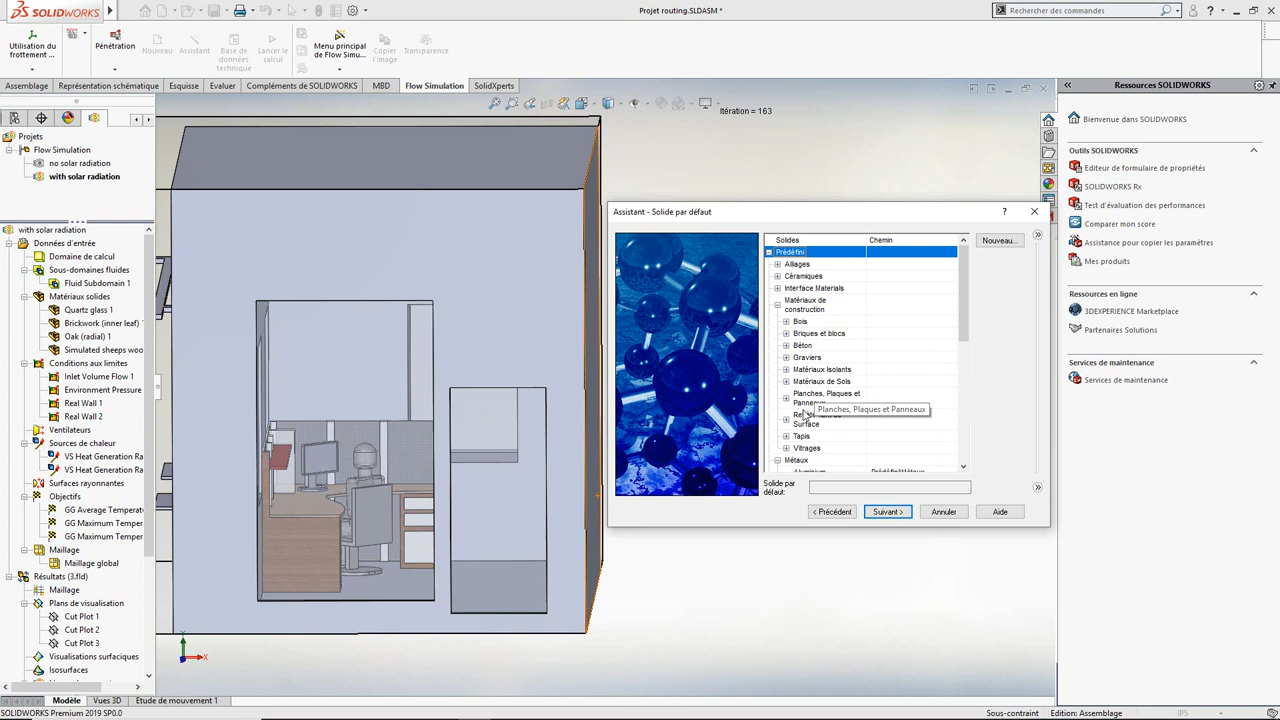 SOLIDWORKS
Projet routing.SLDASM *
Rechercher des commandes
Utilisation du
frottement ...
Pénétration
Nouveau
Assistant
Base de
données
technique
Lancer le
calcul
Menu principal
de Flow Simu...
Copier
l'image
Transparence
Assemblage
Représentation schématique
Esquisse
Evaluer
Compléments de SOLIDWORKS
MBD
Flow Simulation
SolidXperts
Ressources SOLIDWORKS
Itération = 163
Projets
Flow Simulation
no solar radiation
with solar radiation
with solar radiation
Données d'entrée
Domaine de calcul
Sous-domaines fluides
Fluid Subdomain 1
Matériaux solides
Quartz glass 1
Brickwork (inner leaf)
Oak (radial) 1
Simulated sheeps woo
Conditions aux limites
Inlet Volume Flow 1
Environment Pressure
Real Wall 1
Real Wall 2
Ventilateurs
Sources de chaleur
VS Heat Generation Ra
VS Heat Generation Ra
Surfaces rayonnantes
Objectifs
GG Average Temperat
GG Maximum Temper
GG Maximum Temper
Maillage
Maillage global
Résultats (3.fld)
Maillage
Plans de visualisation
Cut Plot 1
Cut Plot 2
Cut Plot 3
Visualisations surfaciques
Isosurfaces
Y
X
Assistant - Solide par défaut
?
Solides
Chemin
Nouveau...
Prédéfini
Alliages
Céramiques
Interface Materials
Matériaux de
construction
Bois
Briques et blocs
Béton
Graviers
Matériaux Isolants
Matériaux de Sols
Planches, Plaques et
Panneaux
Planches, Plaques et Panneaux
Surface
Tapis
Vitrages
Métaux
Aluminium
Prédéfini\Métaux
Solide par
défaut:
< Précédent
Suivant >
Annuler
Aide
Bienvenue dans SOLIDWORKS
Outils SOLIDWORKS
Editeur de formulaire de propriétés
SOLIDWORKS Rx
Test d'évaluation des performances
Comparer mon score
Assistance pour copier les paramètres
Mes produits
Ressources en ligne
3DEXPERIENCE Marketplace
Partenaires Solutions
Services de maintenance
Services de maintenance
Modèle
Vues 3D
Etude de mouvement 1
SOLIDWORKS Premium 2019 SP0.0
Sous-contraint
Edition: Assemblage
IPS